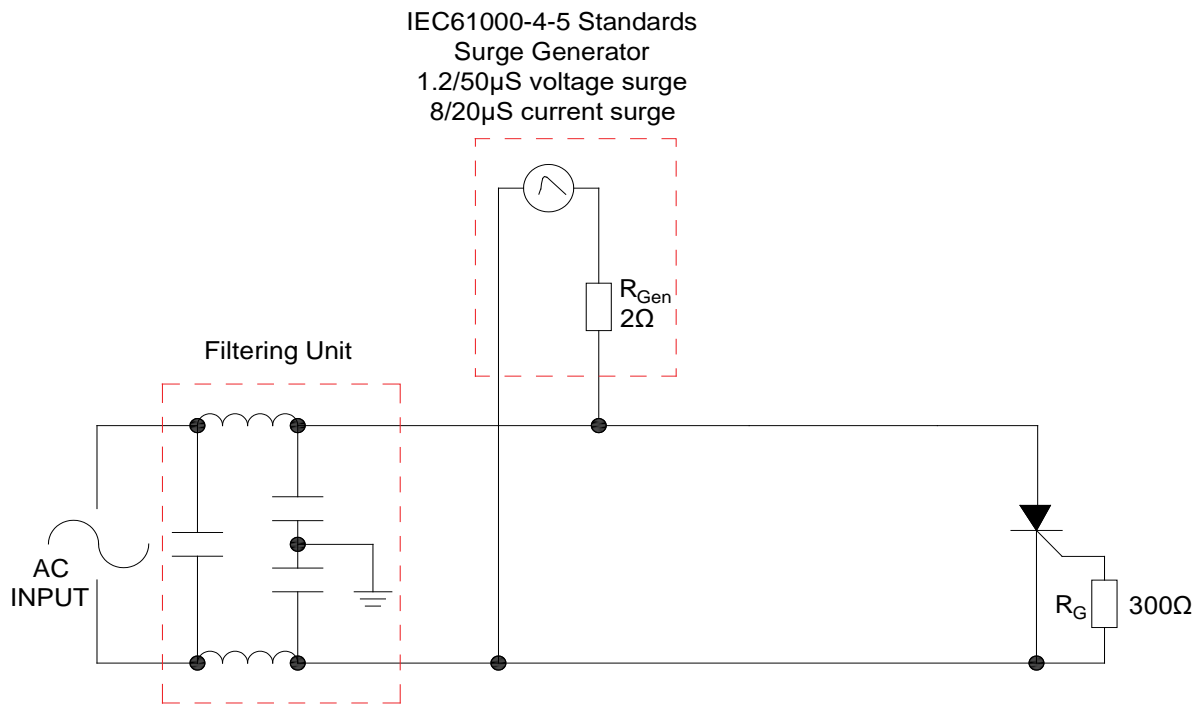 IEC61000-4-5 Standards
Surge Generator
1.2/50µS voltage surge
8/20µS current surge
RGen
2Ω
Filtering Unit
AC
INPUT
RG
300Ω